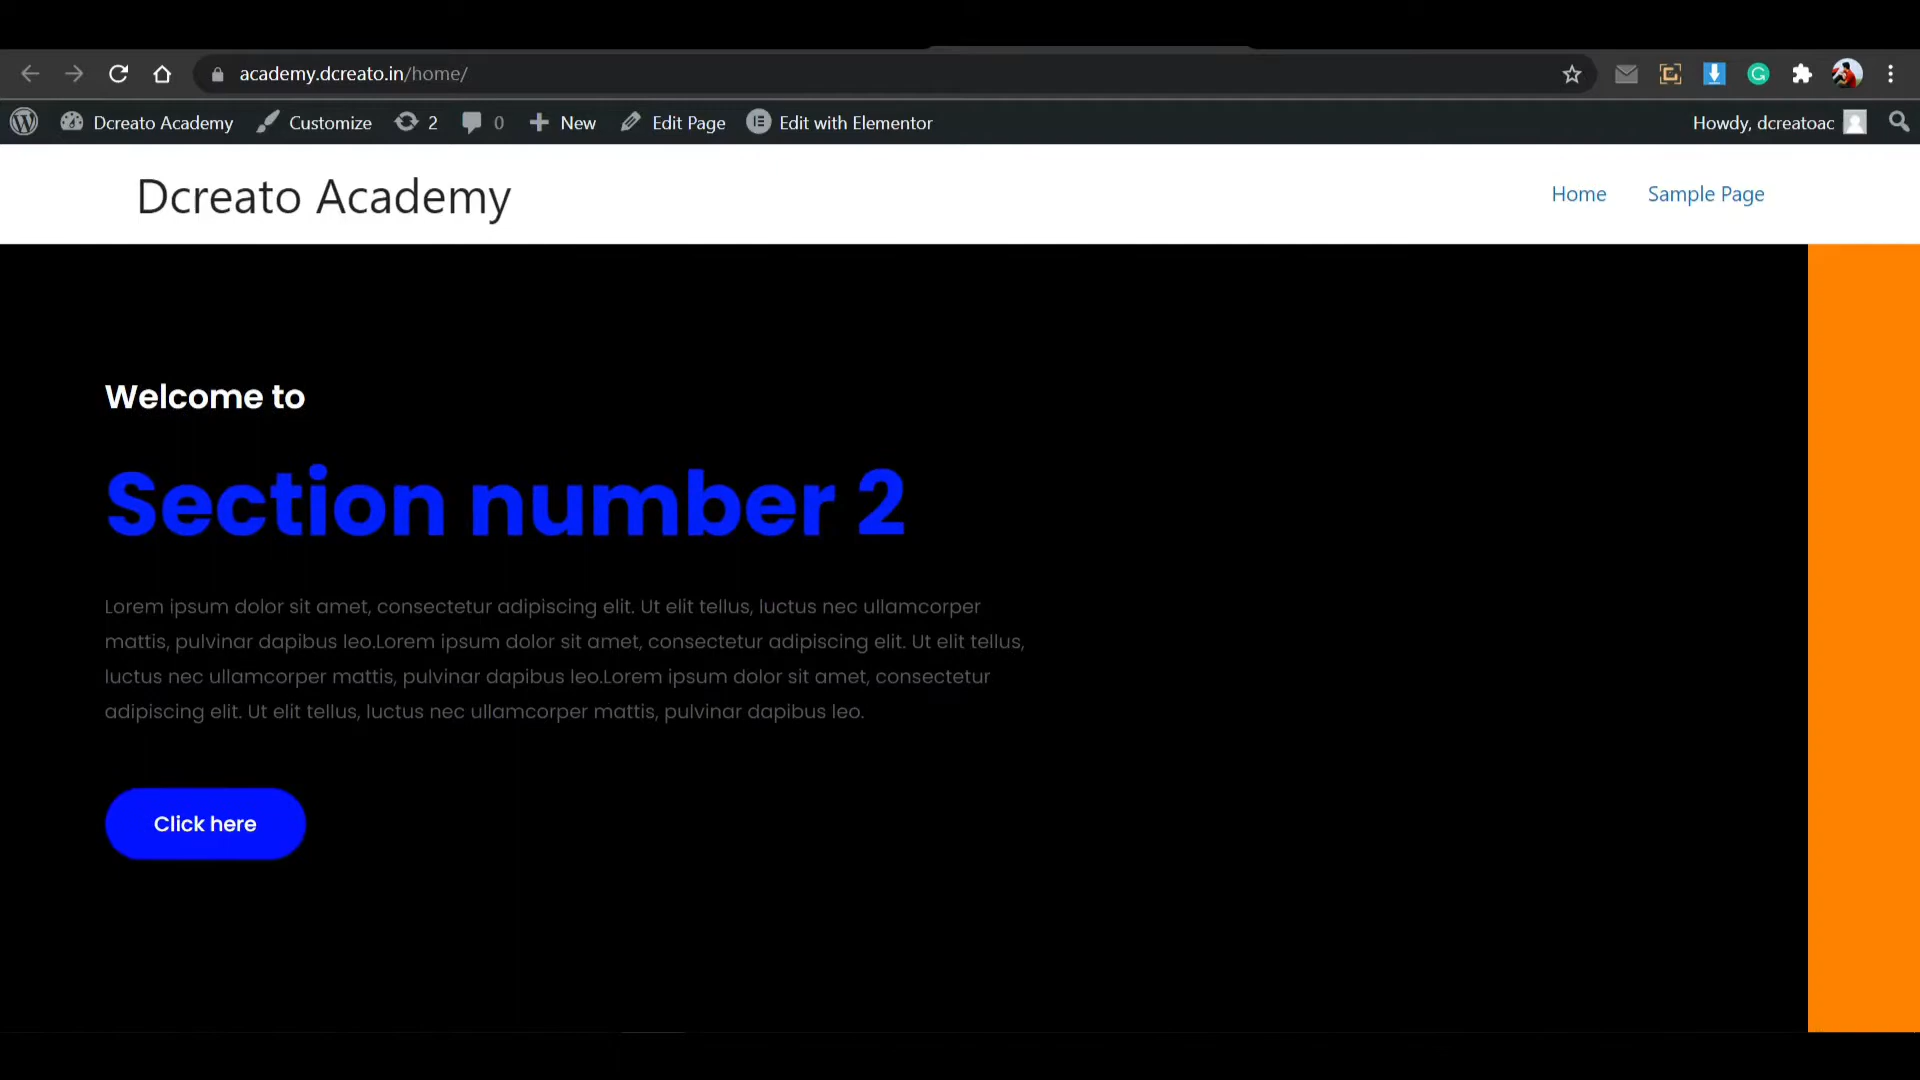 academy.dcreato.in/home/
Dcreato Academy Customize 2 0 New Edit Page Edit with Elementor Howdy, dcreatoac
Dcreato Academy
Home Sample Page
Welcome to
Section number 2
Lorem ipsum dolor sit amet, consectetur adipiscing elit. Ut elit tellus, luctus nec ullamcorper
mattis, pulvinar dapibus leo.Lorem ipsum dolor sit amet, consectetur adipiscing elit. Ut elit tellus,
luctus nec ullamcorper mattis, pulvinar dapibus leo.Lorem ipsum dolor sit amet, consectetur
adipiscing elit. Ut elit tellus, luctus nec ullamcorper mattis, pulvinar dapibus leo.
Click here